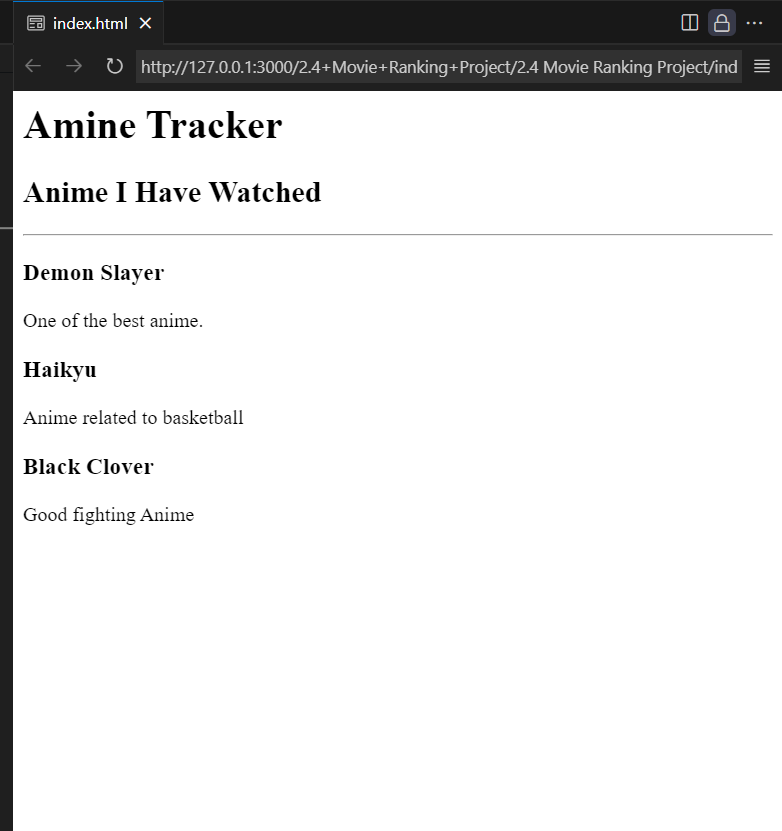 index.html
http://127.0.0.1:3000/2.4+Movie+Ranking+Project/2.4 Movie Ranking Project/ind
Amine Tracker
Anime I Have Watched
Demon Slayer
One of the best anime.
Haikyu
Anime related to basketball
Black Clover
Good fighting Anime